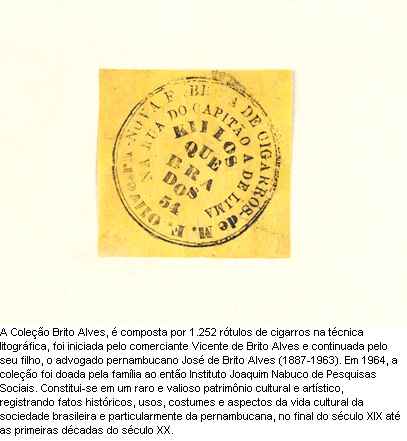 NOVA FABRICA DE CIGARROS de M. F. Oliveira
NA RUA DO CAPITÃO A DE LIMA
KILLOS
QUE
BRA
DOS
54
A Coleção Brito Alves, é composta por 1.252 rótulos de cigarros na técnica
litográfica, foi iniciada pelo comerciante Vicente de Brito Alves e continuada pelo
seu filho, o advogado pernambucano José de Brito Alves (1887-1963). Em 1964, a
coleção foi doada pela família ao então Instituto Joaquim Nabuco de Pesquisas
Sociais. Constitui-se em um raro e valioso patrimônio cultural e artístico,
registrando fatos históricos, usos, costumes e aspectos da vida cultural da
sociedade brasileira e particularmente da pernambucana, no final do século XIX até
as primeiras décadas do século XX.